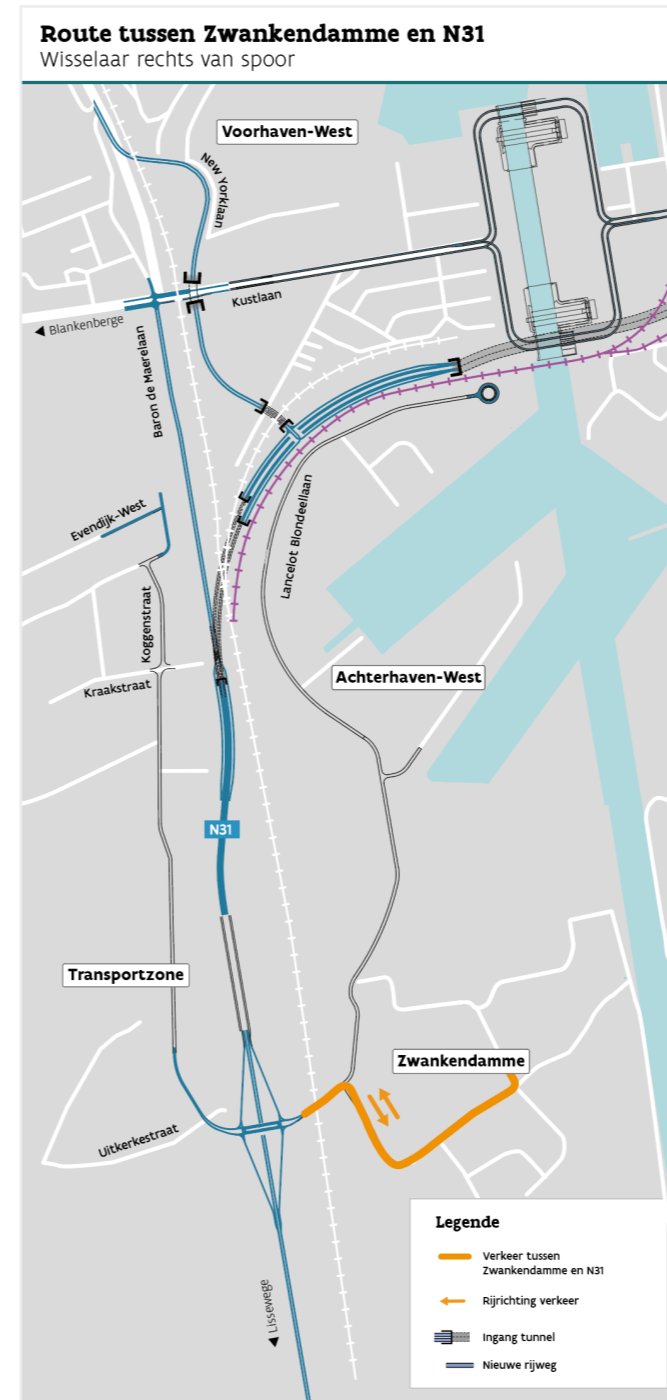 Route tussen Zwankendamme en N31
Wisselaar rechts van spoor
Voorhaven-West
New Yorklaan
Kustlaan
◀ Blankenberge
Baron de Maerelaan
Evendijk-West
Lancelot Blondeellaan
Koggenstraat
Kraakstraat
Achterhaven-West
N31
Transportzone
Zwankendamme
Uitkerkestraat
◀ Lissewege
Legende
Verkeer tussen
Zwankendamme en N31
Rijrichting verkeer
Ingang tunnel
Nieuwe rijweg